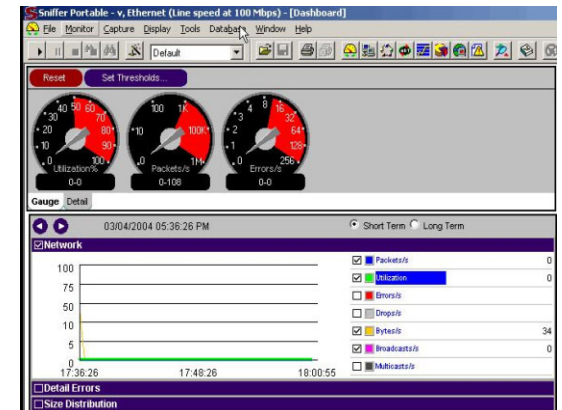 Sniffer Portable - v, Ethernet (Line speed at 100 Mbps) - [Dashboard]
File Monitor Capture Display Tools Database Window Help
Default
Reset Set Thresholds...
40 50 60 100 1K 4 8 16
30 70 3 32
20 80 10 100K 2 64
10 90 1 128
0 100 0 1M 0 256
Utilization% Packets/s Errors/s
0-0 0-106 0-0
Gauge Detail
03/04/2004 05:36:26 PM Short Term Long Term
Network
100
75
50
10
5
0
17:36:26 17:48:26 18:00:55
Packets/s 0
Utilization 0
Errors/s
Drops/s
Bytes/s 34
Broadcasts/s 0
Multicasts/s
Detail Errors
Size Distribution